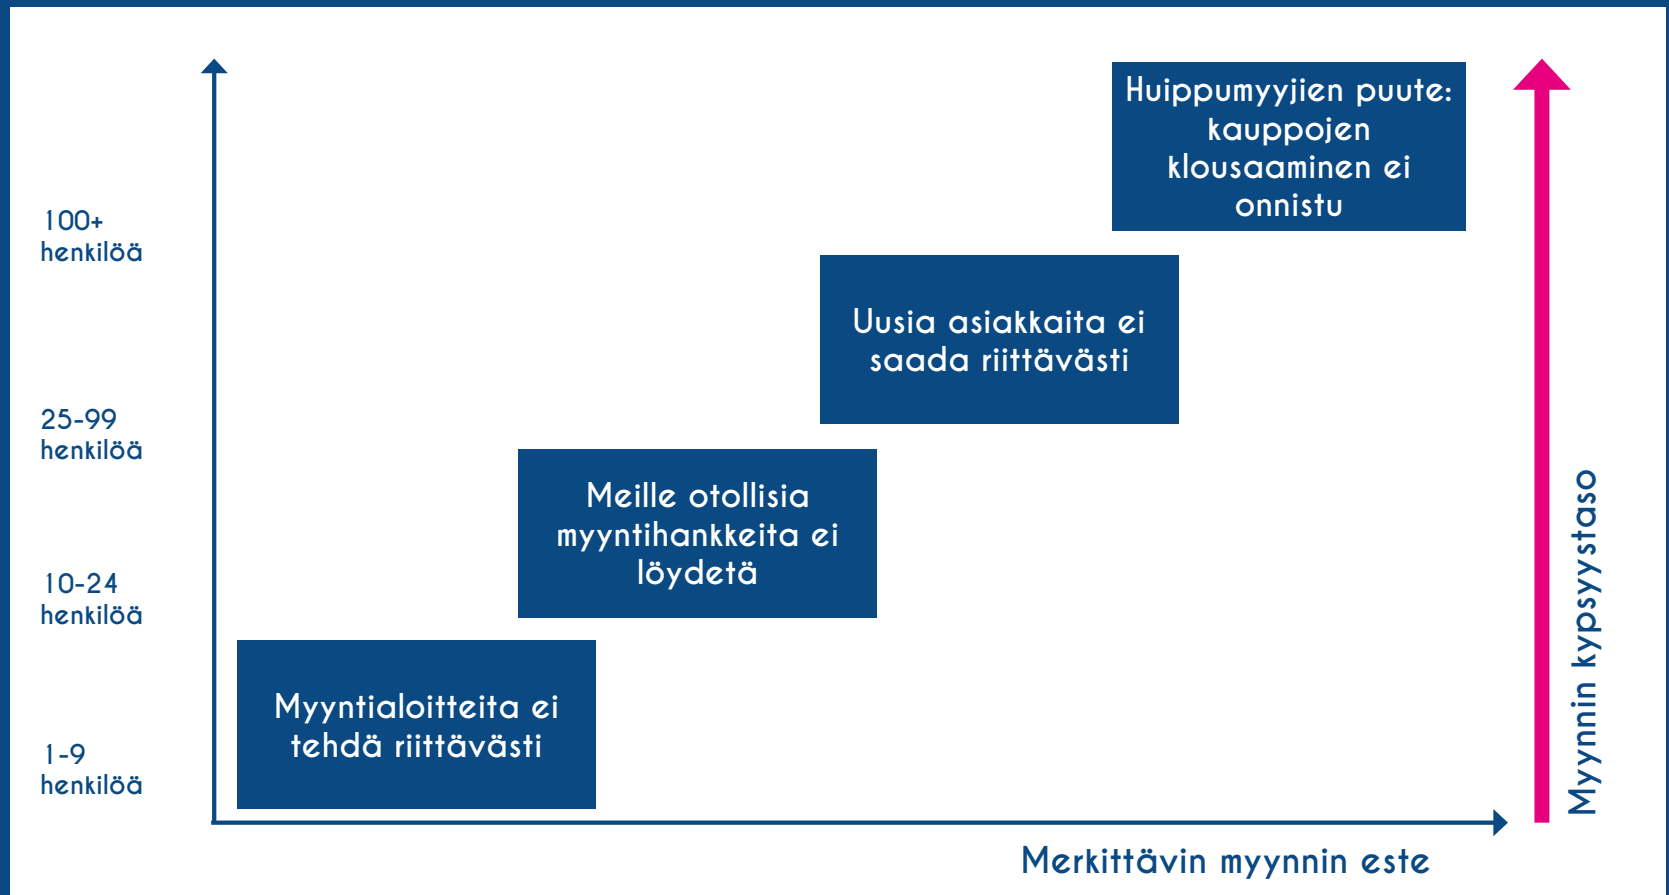 Huippumyyjien puute:
kauppojen
klousaaminen ei
onnistu
100+
henkilöä
Uusia asiakkaita ei
saada riittävästi
25-99
henkilöä
Meille otollisia
myyntihankkeita ei
löydetä
10-24
henkilöä
Myyntialoitteita ei
tehdä riittävästi
1-9
henkilöä
Myynnin kypsyystaso
Merkittävin myynnin este